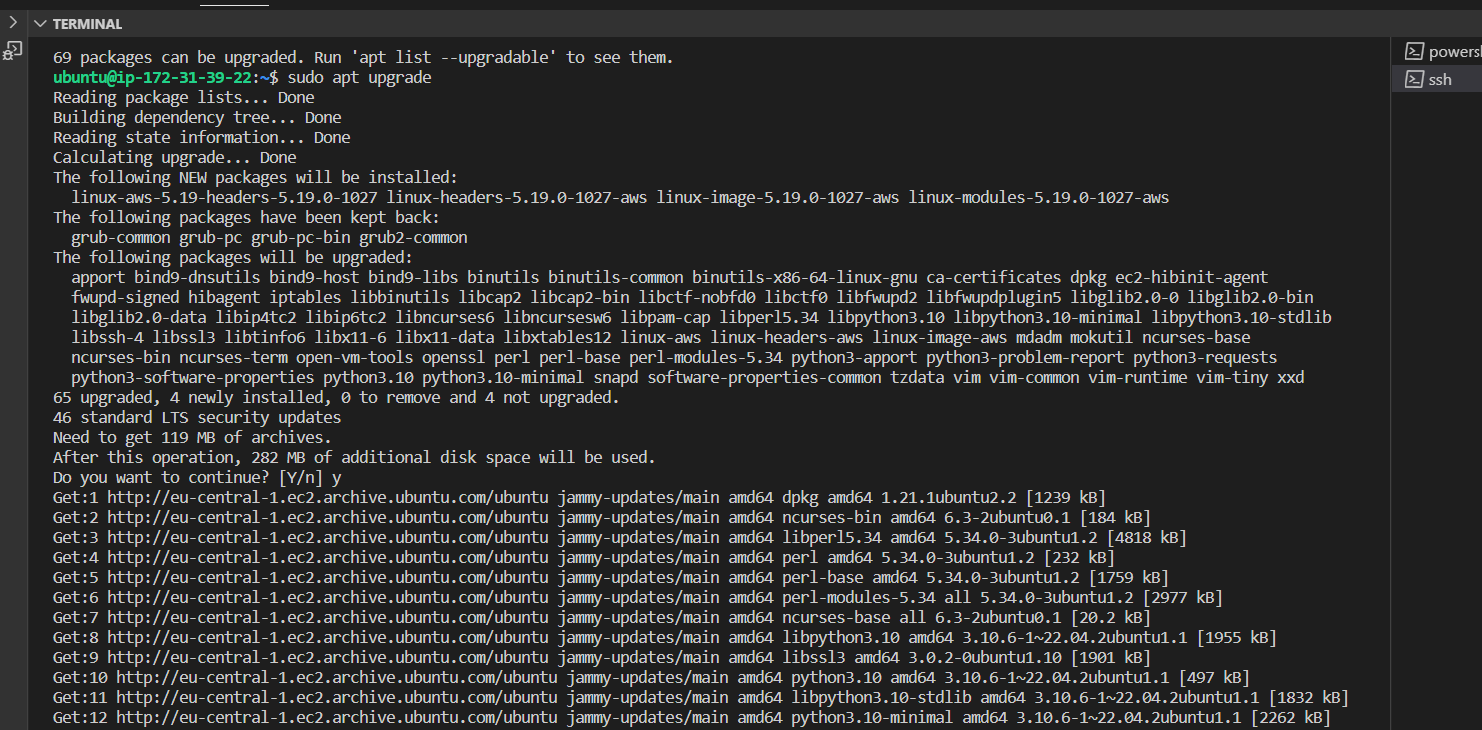 TERMINAL
69 packages can be upgraded. Run 'apt list --upgradable' to see them.
ubuntu@ip-172-31-39-22:~$ sudo apt upgrade
Reading package lists... Done
Building dependency tree... Done
Reading state information... Done
Calculating upgrade... Done
The following NEW packages will be installed:
linux-aws-5.19-headers-5.19.0-1027 linux-headers-5.19.0-1027-aws linux-image-5.19.0-1027-aws linux-modules-5.19.0-1027-aws
The following packages have been kept back:
grub-common grub-pc grub-pc-bin grub2-common
The following packages will be upgraded:
apport bind9-dnsutils bind9-host bind9-libs binutils binutils-common binutils-x86-64-linux-gnu ca-certificates dpkg ec2-hibinit-agent
fwupd-signed hibagent iptables libbinutils libcap2 libcap2-bin libctf-nobfd0 libctf0 libfwupd2 libfwupdplugin5 libglib2.0-0 libglib2.0-bin
libglib2.0-data libip4tc2 libip6tc2 libncurses6 libncursesw6 libpam-cap libperl5.34 libpython3.10 libpython3.10-minimal libpython3.10-stdlib
libssh-4 libssl3 libtinfo6 libx11-6 libx11-data libxtables12 linux-aws linux-headers-aws linux-image-aws mdadm mokutil ncurses-base
ncurses-bin ncurses-term open-vm-tools openssl perl perl-base perl-modules-5.34 python3-apport python3-problem-report python3-requests
python3-software-properties python3.10 python3.10-minimal snapd software-properties-common tzdata vim vim-common vim-runtime vim-tiny xxd
65 upgraded, 4 newly installed, 0 to remove and 4 not upgraded.
46 standard LTS security updates
Need to get 119 MB of archives.
After this operation, 282 MB of additional disk space will be used.
Do you want to continue? [Y/n] y
Get:1 http://eu-central-1.ec2.archive.ubuntu.com/ubuntu jammy-updates/main amd64 dpkg amd64 1.21.1ubuntu2.2 [1239 kB]
Get:2 http://eu-central-1.ec2.archive.ubuntu.com/ubuntu jammy-updates/main amd64 ncurses-bin amd64 6.3-2ubuntu0.1 [184 kB]
Get:3 http://eu-central-1.ec2.archive.ubuntu.com/ubuntu jammy-updates/main amd64 libperl5.34 amd64 5.34.0-3ubuntu1.2 [4818 kB]
Get:4 http://eu-central-1.ec2.archive.ubuntu.com/ubuntu jammy-updates/main amd64 perl amd64 5.34.0-3ubuntu1.2 [232 kB]
Get:5 http://eu-central-1.ec2.archive.ubuntu.com/ubuntu jammy-updates/main amd64 perl-base amd64 5.34.0-3ubuntu1.2 [1759 kB]
Get:6 http://eu-central-1.ec2.archive.ubuntu.com/ubuntu jammy-updates/main amd64 perl-modules-5.34 all 5.34.0-3ubuntu1.2 [2977 kB]
Get:7 http://eu-central-1.ec2.archive.ubuntu.com/ubuntu jammy-updates/main amd64 ncurses-base all 6.3-2ubuntu0.1 [20.2 kB]
Get:8 http://eu-central-1.ec2.archive.ubuntu.com/ubuntu jammy-updates/main amd64 libpython3.10 amd64 3.10.6-1~22.04.2ubuntu1.1 [1955 kB]
Get:9 http://eu-central-1.ec2.archive.ubuntu.com/ubuntu jammy-updates/main amd64 libssl3 amd64 3.0.2-0ubuntu1.10 [1901 kB]
Get:10 http://eu-central-1.ec2.archive.ubuntu.com/ubuntu jammy-updates/main amd64 python3.10 amd64 3.10.6-1~22.04.2ubuntu1.1 [497 kB]
Get:11 http://eu-central-1.ec2.archive.ubuntu.com/ubuntu jammy-updates/main amd64 libpython3.10-stdlib amd64 3.10.6-1~22.04.2ubuntu1.1 [1832 kB]
Get:12 http://eu-central-1.ec2.archive.ubuntu.com/ubuntu jammy-updates/main amd64 python3.10-minimal amd64 3.10.6-1~22.04.2ubuntu1.1 [2262 kB]
powersh
ssh